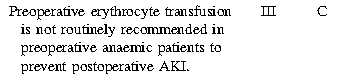 Preoperative erythrocyte transfusion III C
is not routinely recommended in
preoperative anaemic patients to
prevent postoperative AKI.